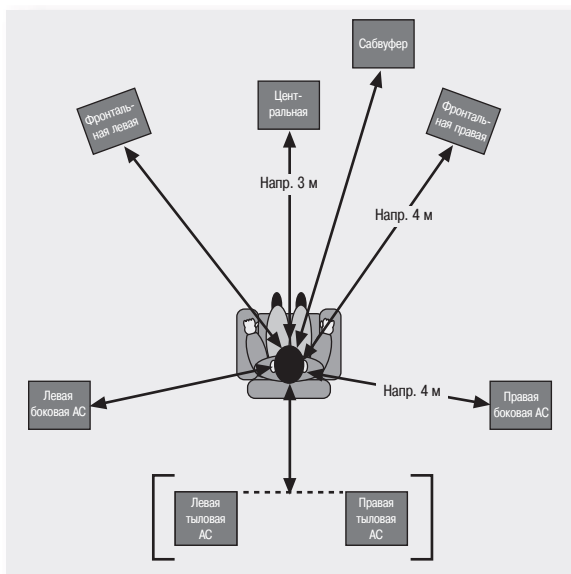 Сабвуфер
Цент-
ральная
Фронталь-
ная левая
Фронталь-
ная правая
Напр. 3 м
Напр. 4 м
Левая
боковая АС
Напр. 4 м
Правая
боковая АС
Левая
тыловая
АС
Правая
тыловая
АС